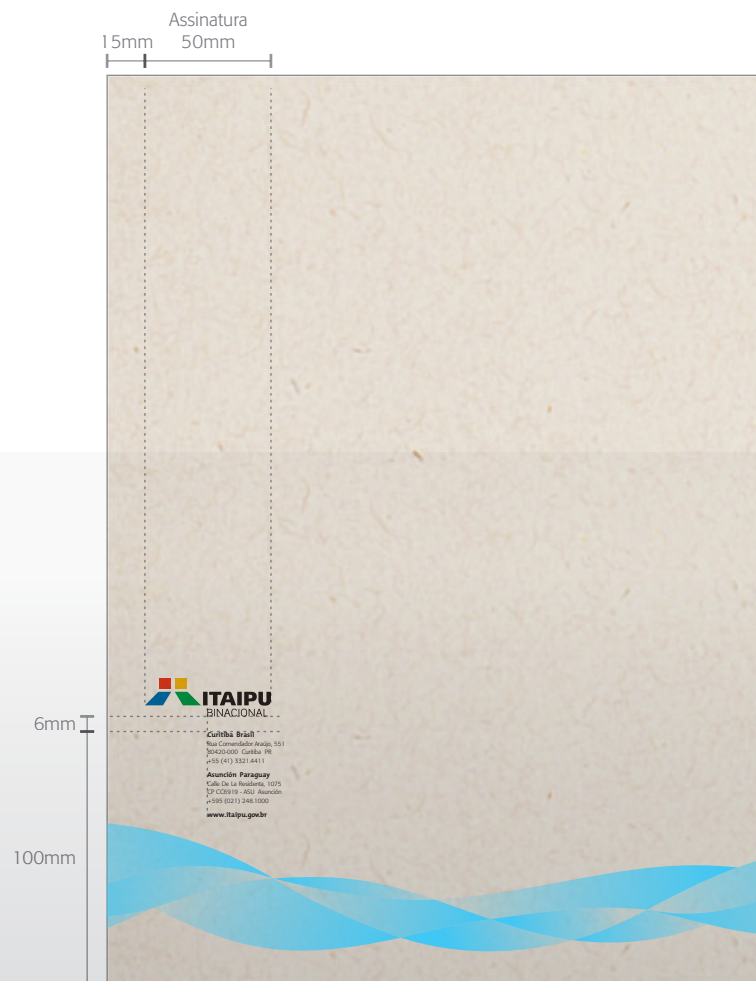 Assinatura
15mm 50mm
ITAIPU
BINACIONAL
6mm
Curitiba Brasil
Rua Comendador Araújo, 551
80420-000 Curitiba PR
+55 (41) 3321.4411
Asunción Paraguay
Calle De La Residenta, 1075
CP CC6919 - ASU Asunción
+595 (021) 248.1000
www.itaipu.gov.br
100mm